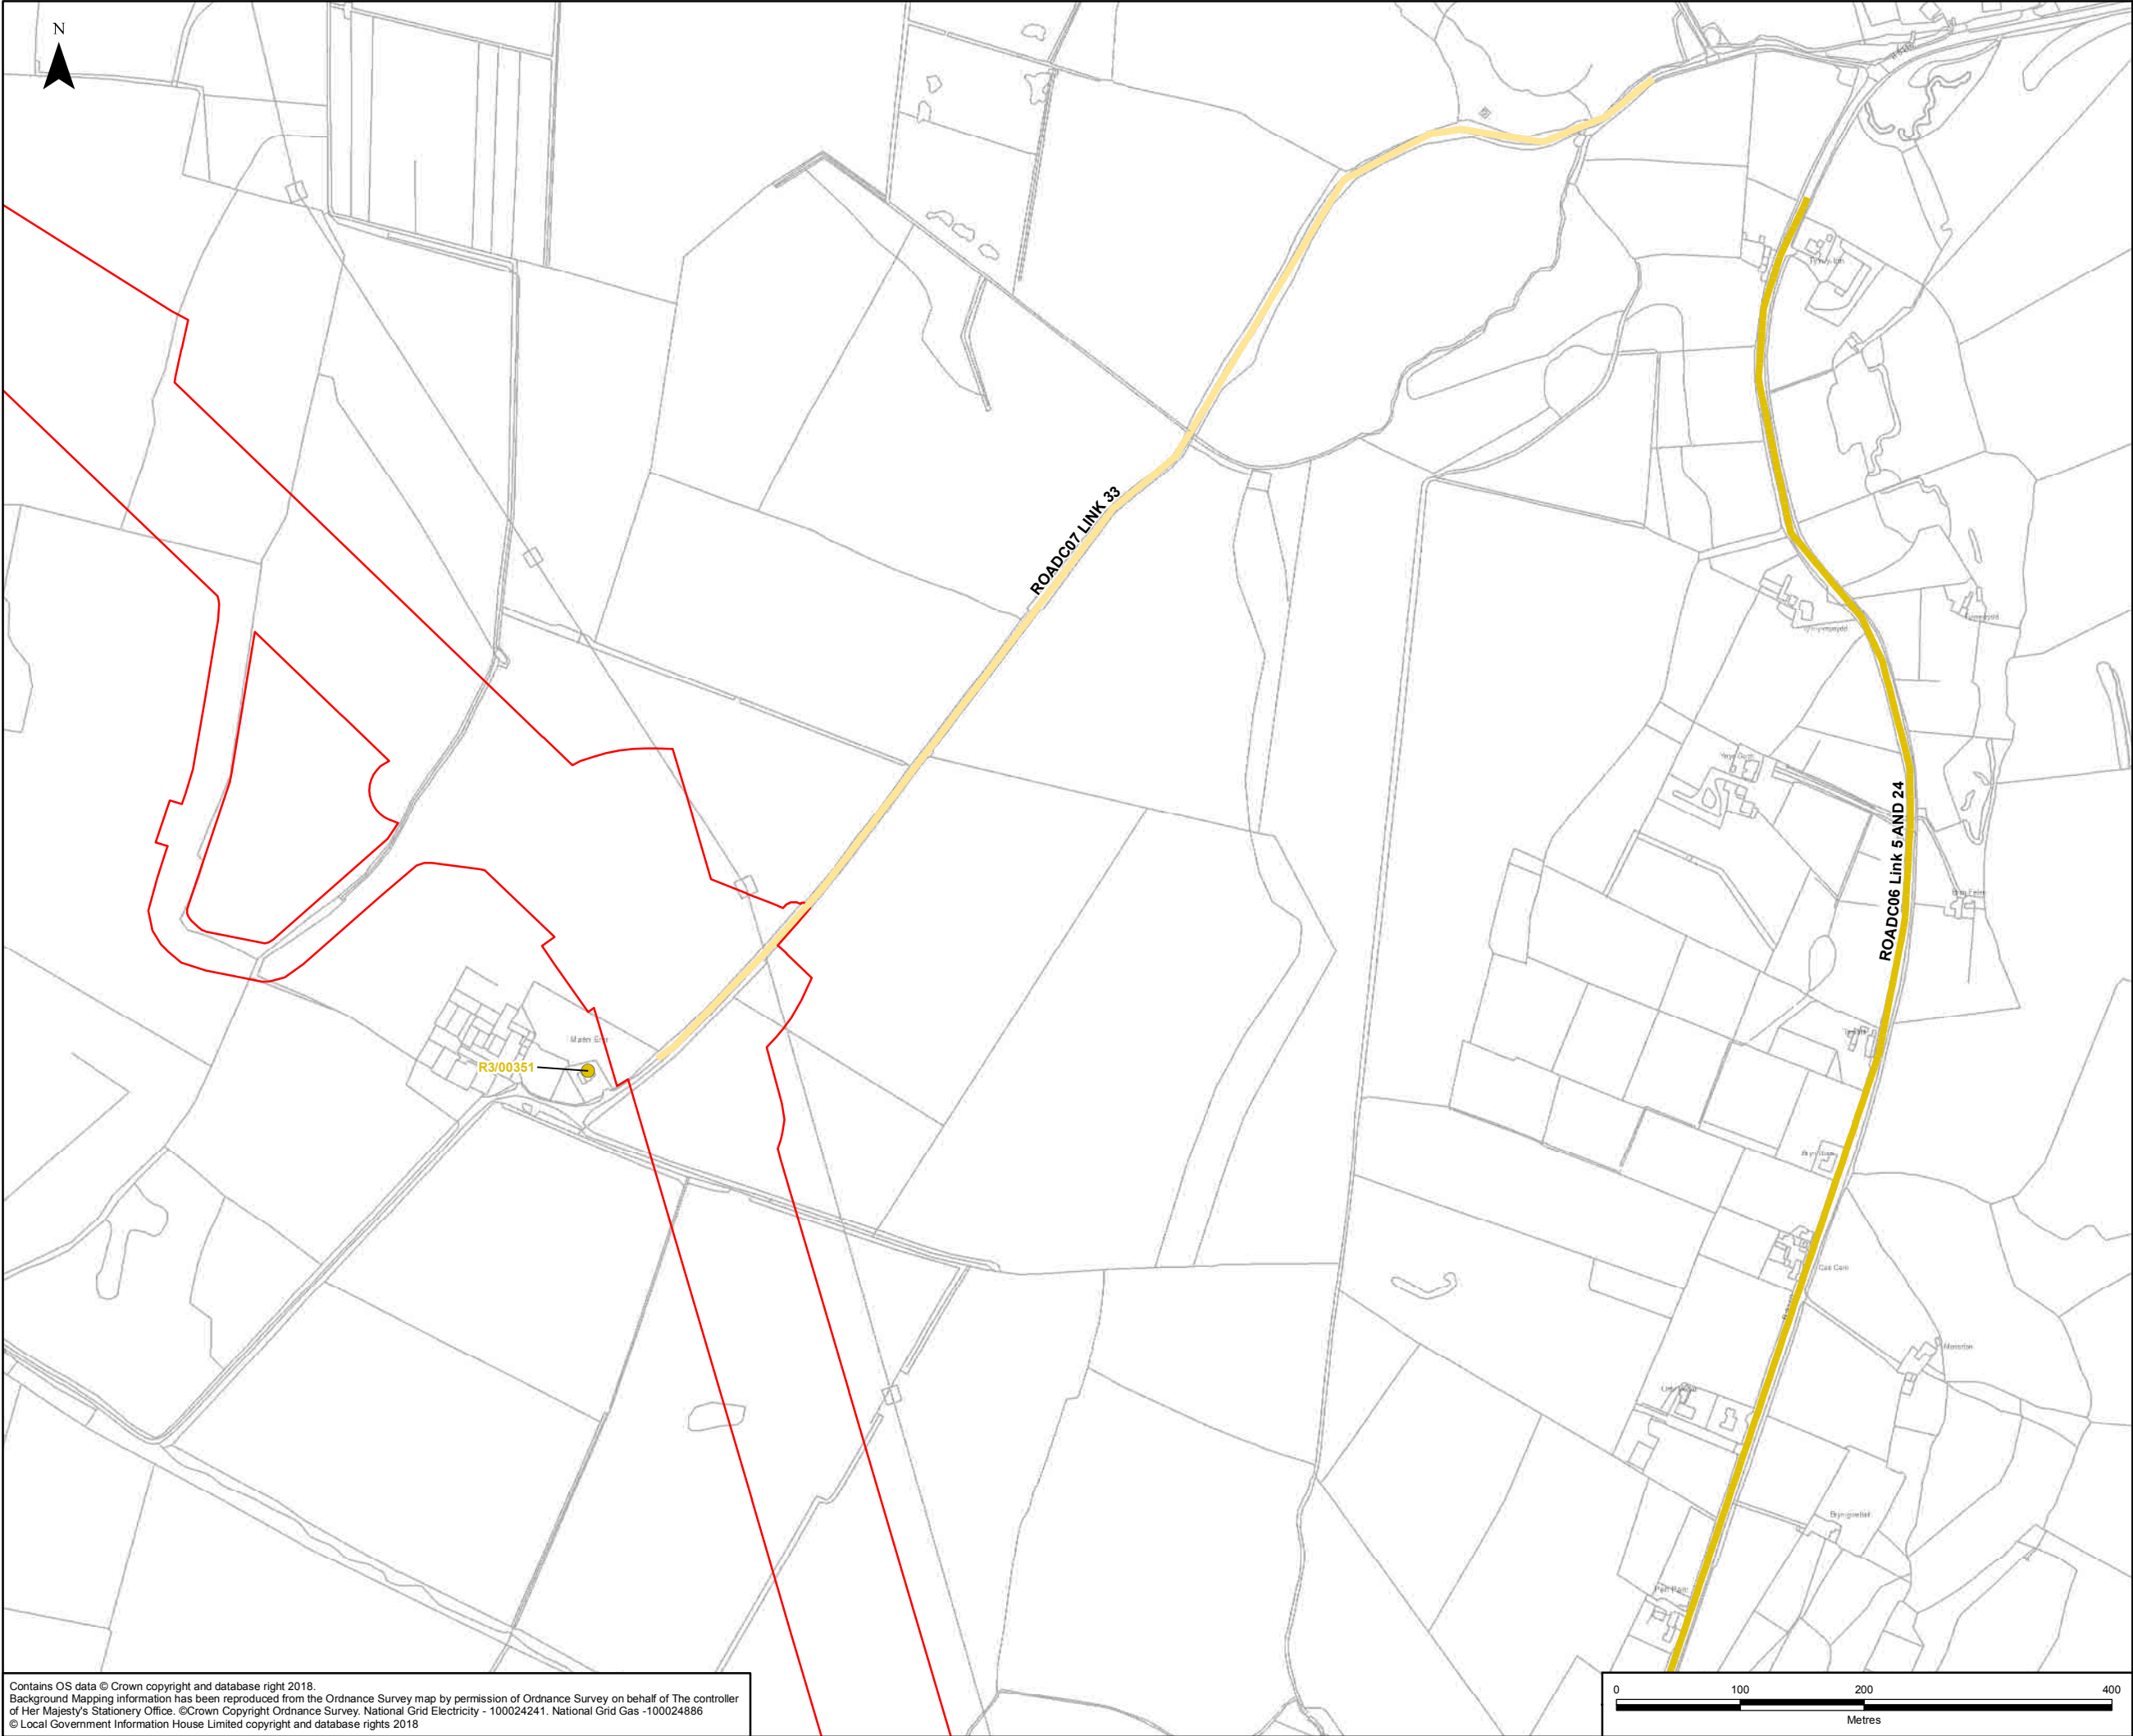 N
ROADC07 LINK 33
ROADC06 Link 5 AND 24
R3/00351
Cae Cam
Contains OS data © Crown copyright and database right 2018.
Background Mapping information has been reproduced from the Ordnance Survey map by permission of Ordnance Survey on behalf of The controller
of Her Majesty's Stationery Office. ©Crown Copyright Ordnance Survey. National Grid Electricity - 100024241. National Grid Gas -100024886
© Local Government Information House Limited copyright and database rights 2018
0 100 200 400
Metres